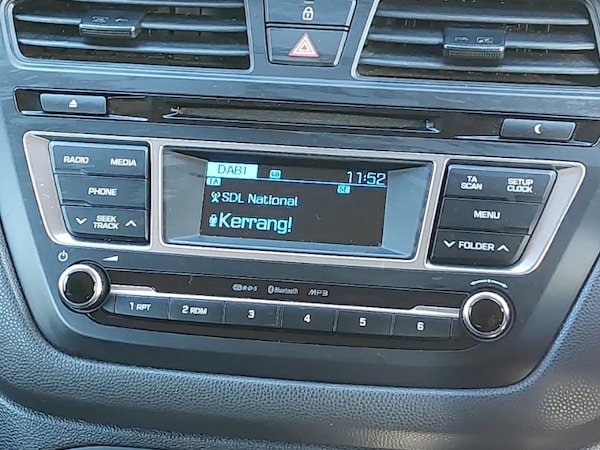 RADIO MEDIA
PHONE
SEEK
TRACK
DAB1
11:52
TA
SDL National
Kerrang!
TA
SCAN
SETUP
CLOCK
MENU
FOLDER
R·D·S
Bluetooth
MP3
1 RPT
2 RDM
3
4
5
6